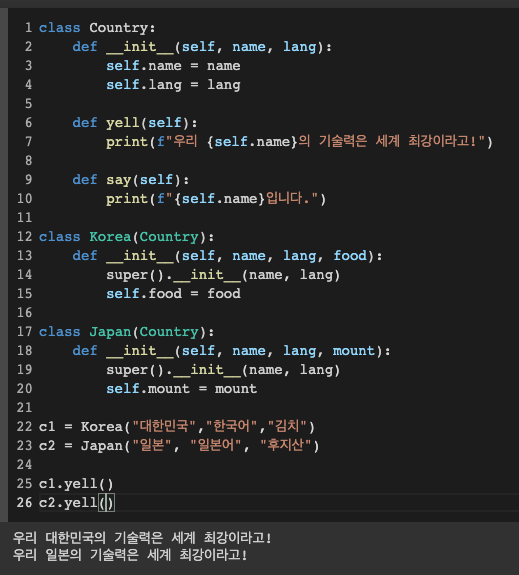 1 class Country:
2     def __init__(self, name, lang):
3         self.name = name
4         self.lang = lang
5
6     def yell(self):
7         print(f"우리 {self.name}의 기술력은 세계 최강이라고!")
8
9     def say(self):
10         print(f"{self.name}입니다.")
11
12 class Korea(Country):
13     def __init__(self, name, lang, food):
14         super().__init__(name, lang)
15         self.food = food
16
17 class Japan(Country):
18     def __init__(self, name, lang, mount):
19         super().__init__(name, lang)
20         self.mount = mount
21
22 c1 = Korea("대한민국","한국어","김치")
23 c2 = Japan("일본", "일본어", "후지산")
24
25 c1.yell()
26 c2.yell()
우리 대한민국의 기술력은 세계 최강이라고!
우리 일본의 기술력은 세계 최강이라고!